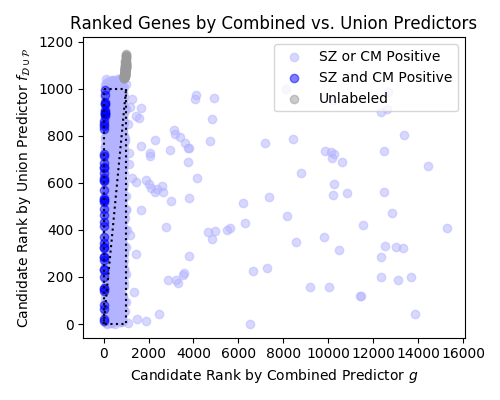 Ranked Genes by Combined vs. Union Predictors
Candidate Rank by Union Predictor f_{D∪P}
1200
1000
800
600
400
200
0
SZ or CM Positive
SZ and CM Positive
Unlabeled
0 2000 4000 6000 8000 10000 12000 14000 16000
Candidate Rank by Combined Predictor g